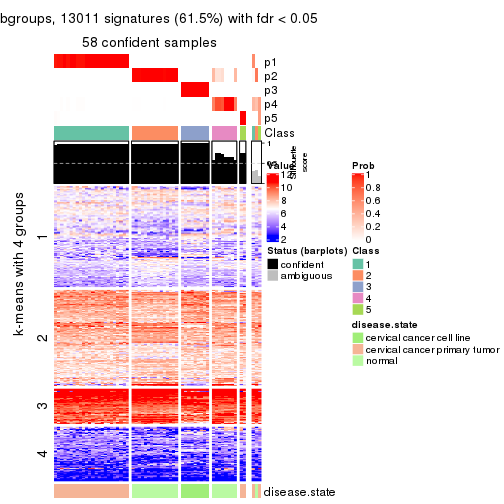 bgroups, 13011 signatures (61.5%) with fdr < 0.05
58 confident samples
p1
p2
p3
p4
p5
Class
1
Silhouette
score
k-means with 4 groups
1
2
3
4
disease.state
Value
12
10
8
6
4
2
Status (barplots)
confident
ambiguous
Prob
1
0.8
0.6
0.4
0.2
0
Class
1
2
3
4
5
disease.state
cervical cancer cell line
cervical cancer primary tumor
normal